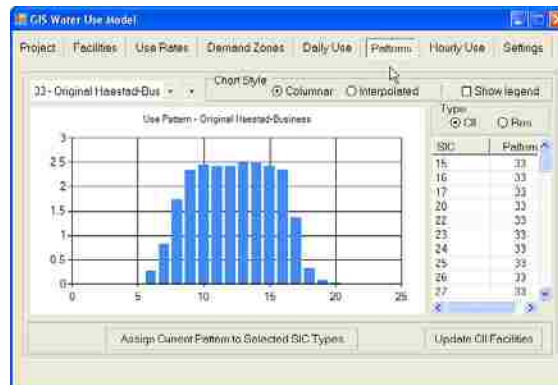 GIS Water Use Model
Project Facilities Use Rates Demand Zones Daily Use Patterns Hourly Use Settings
33 - Original Haestad-Bus
Chart Style
Columnar Interpolated Show legend
Use Pattern - Original Haestad-Business
Type
CII Res
SIC Pattern
15 33
16 33
17 33
20 33
22 33
23 33
24 33
25 33
26 33
27 33
3
2.5
2
1.5
1
0.5
0
0 5 10 15 20 25
Assign Current Pattern to Selected SIC Types Update CII Facilities